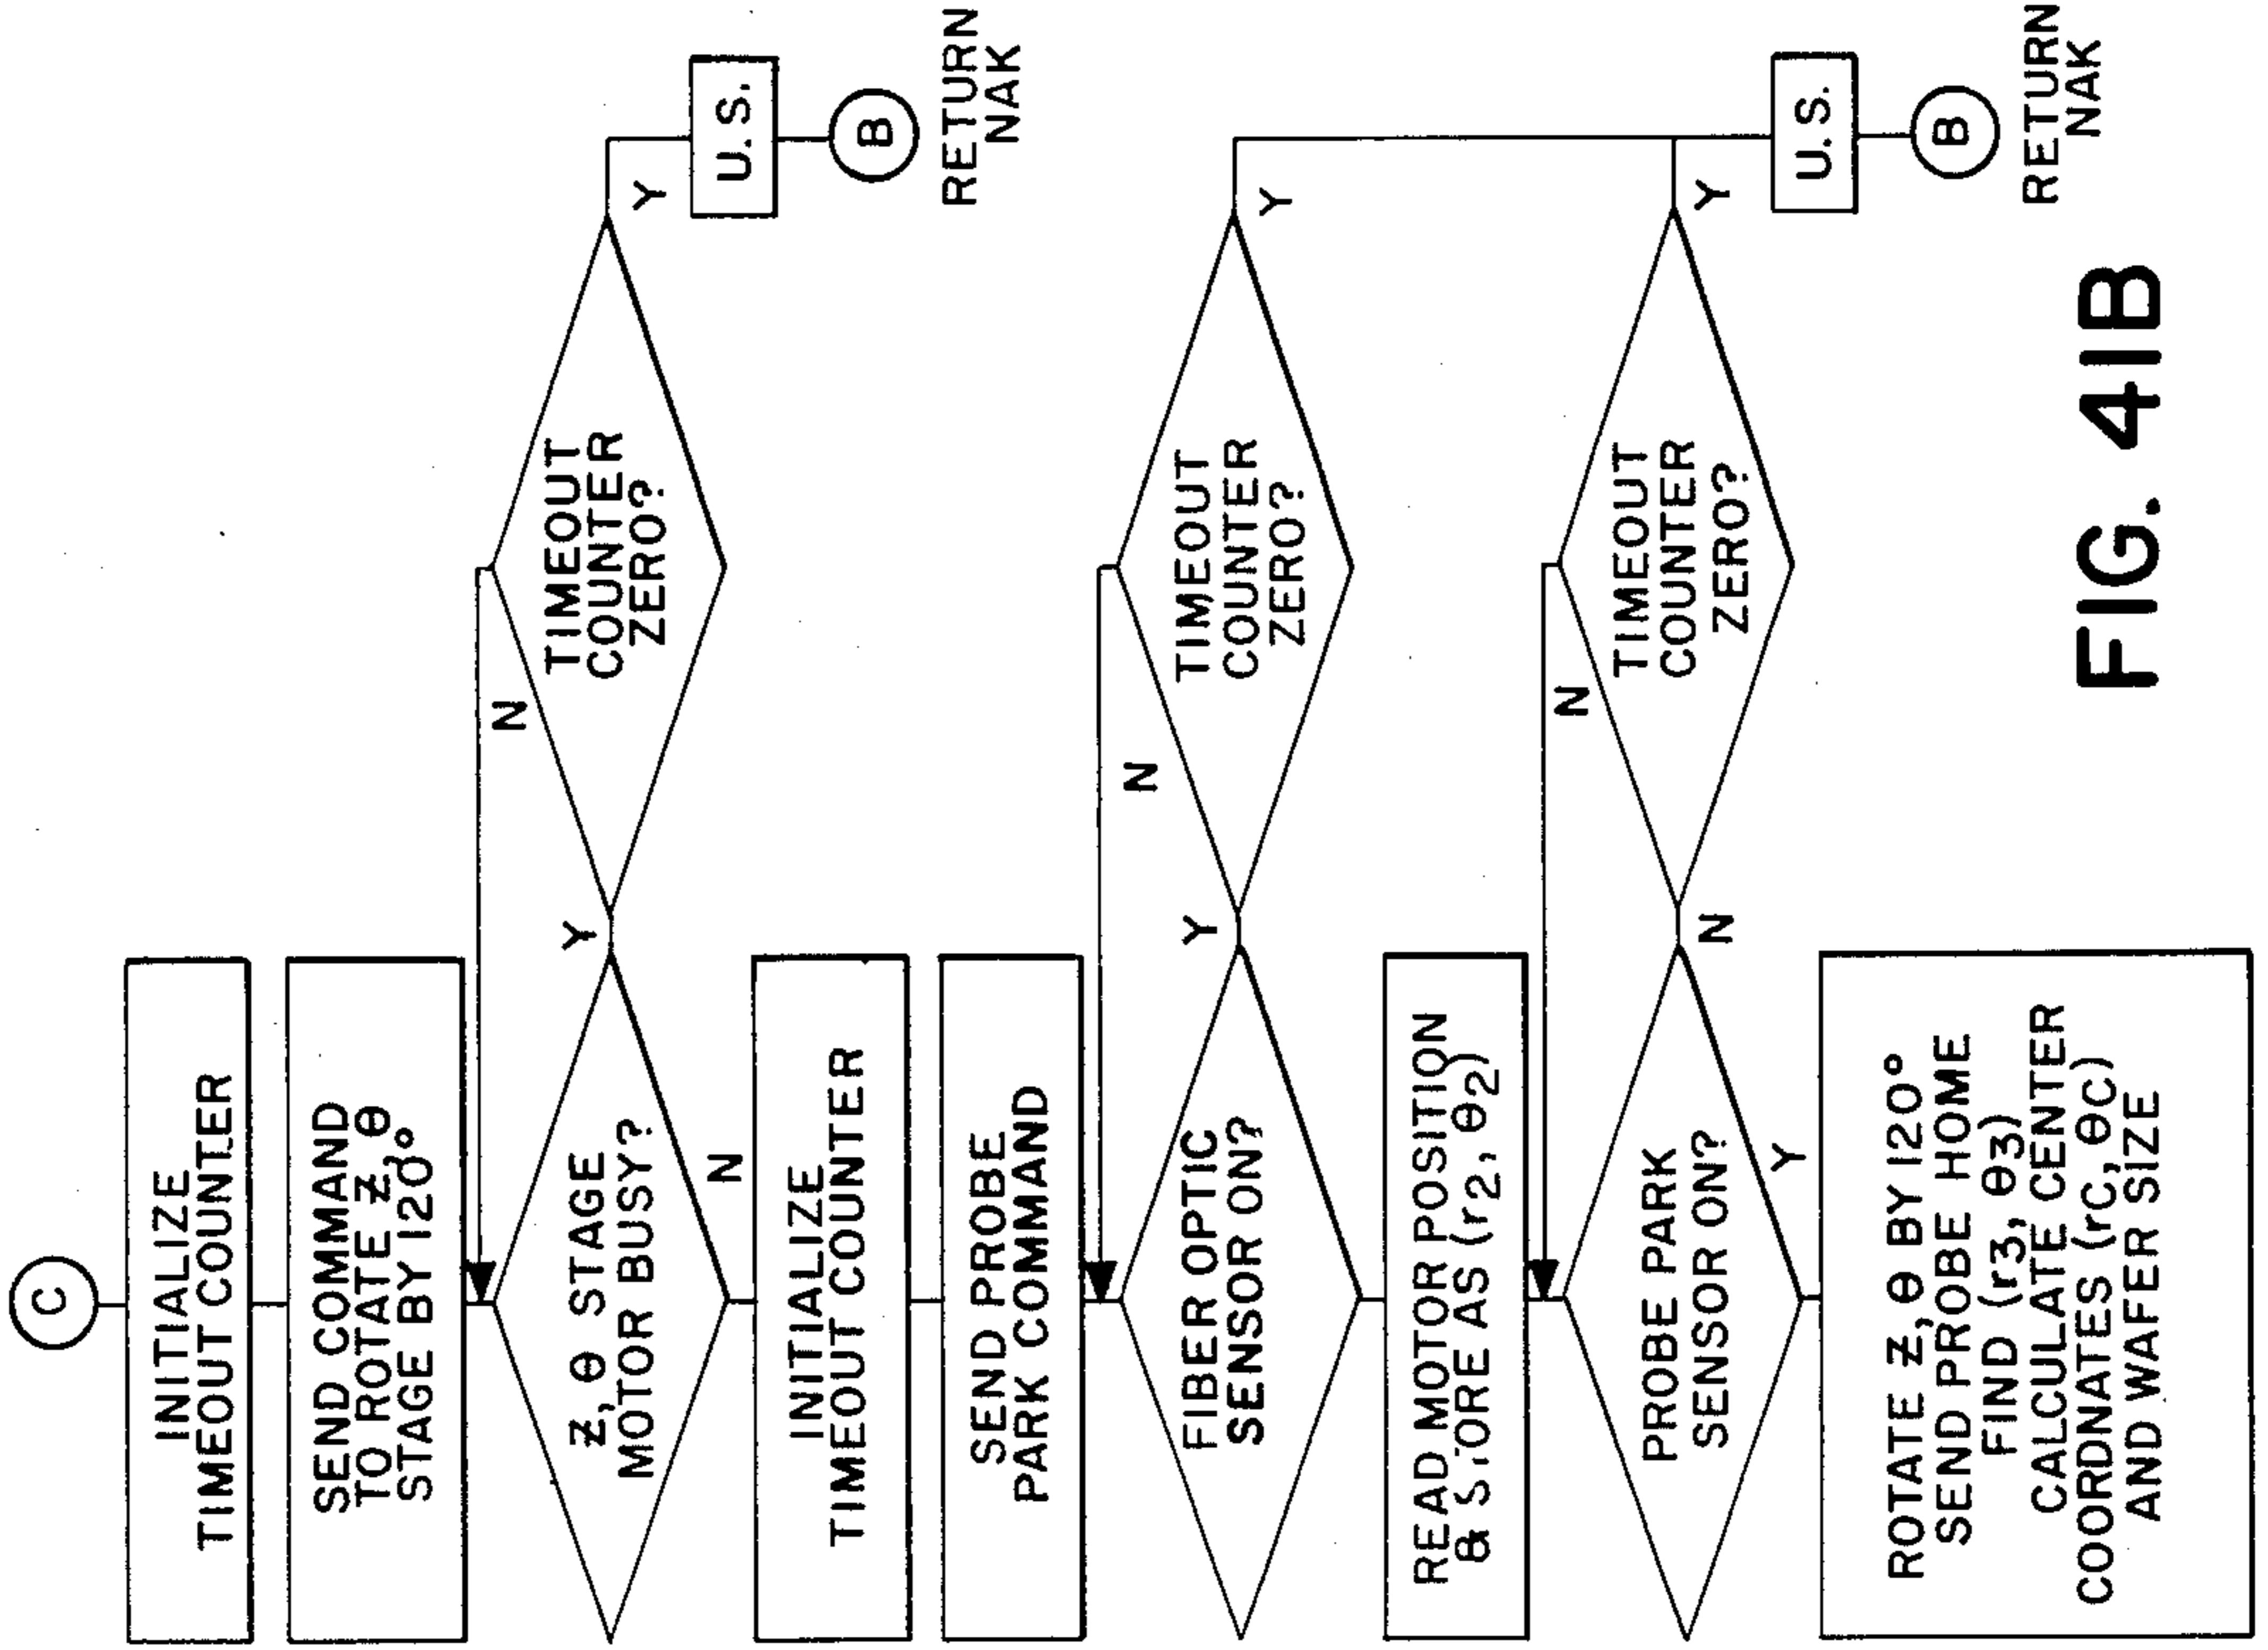 C
INITIALIZE
TIMEOUT COUNTER
SEND COMMAND
TO ROTATE Z, θ
STAGE BY 120°
Z, θ STAGE
MOTOR BUSY?
Y
N
TIMEOUT
COUNTER
ZERO?
N
Y
U.S.
B
RETURN
NAK
INITIALIZE
TIMEOUT COUNTER
SEND PROBE
PARK COMMAND
FIBER OPTIC
SENSOR ON?
Y
TIMEOUT
COUNTER
ZERO?
N
Y
READ MOTOR POSITION
& STORE AS (r2, θ2)
PROBE PARK
SENSOR ON?
N
Y
TIMEOUT
COUNTER
ZERO?
N
Y
U.S.
B
RETURN
NAK
ROTATE Z, θ BY 120°
SEND PROBE HOME
FIND (r3, θ3)
CALCULATE CENTER
COORDNATES (rC, θC)
AND WAFER SIZE
FIG. 41B